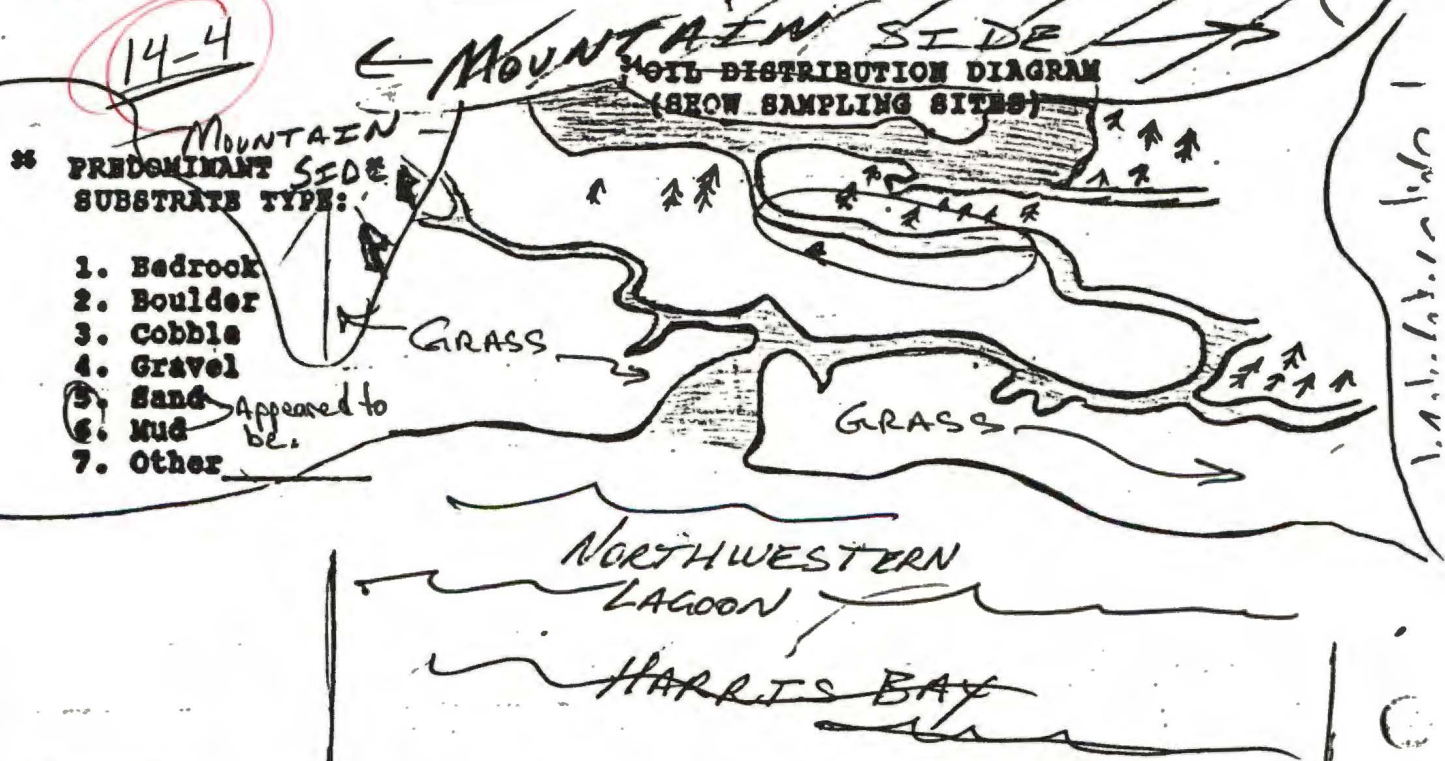 14-4
← MOUNTAIN SIDE →
OIL DISTRIBUTION DIAGRAM
(SHOW SAMPLING SITES)
MOUNTAIN
SIDE
PREDOMINANT
SUBSTRATE TYPE:
1. Bedrock
2. Boulder
3. Cobble
4. Gravel
5. Sand
6. Mud
7. Other
Appeared to
be.
GRASS
GRASS
NORTHWESTERN
LAGOON
HARRIS BAY